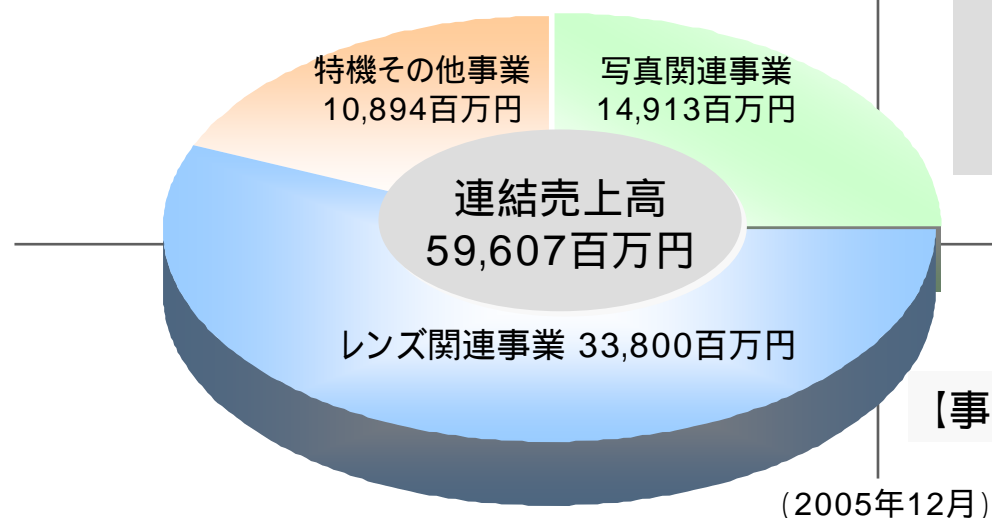 特機その他事業
10,894百万円
写真関連事業
14,913百万円
連結売上高
59,607百万円
レンズ関連事業 33,800百万円
【事
(2005年12月)